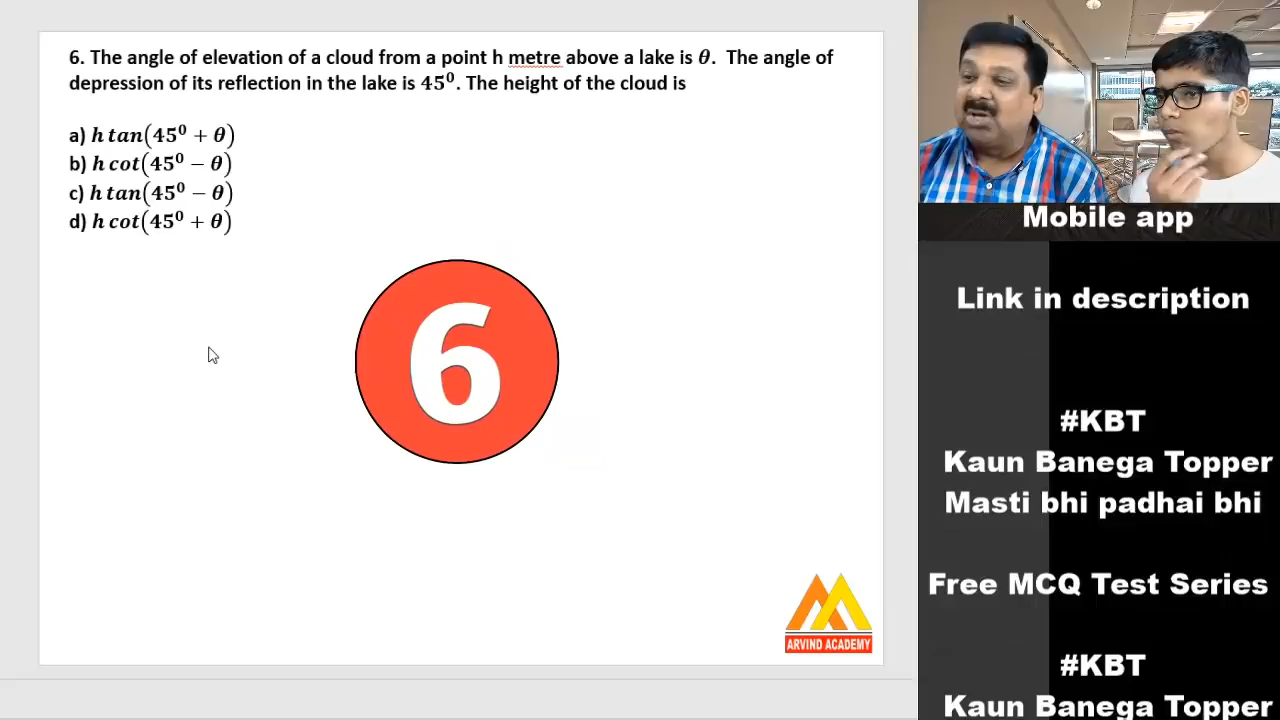 6. The angle of elevation of a cloud from a point h metre above a lake is θ. The angle of
depression of its reflection in the lake is 45⁰. The height of the cloud is
a) h tan(45⁰ + θ)
b) h cot(45⁰ − θ)
c) h tan(45⁰ − θ)
d) h cot(45⁰ + θ)
6
ARVIND ACADEMY
Mobile app
Link in description
#KBT
Kaun Banega Topper
Masti bhi padhai bhi
Free MCQ Test Series
#KBT
Kaun Banega Topper